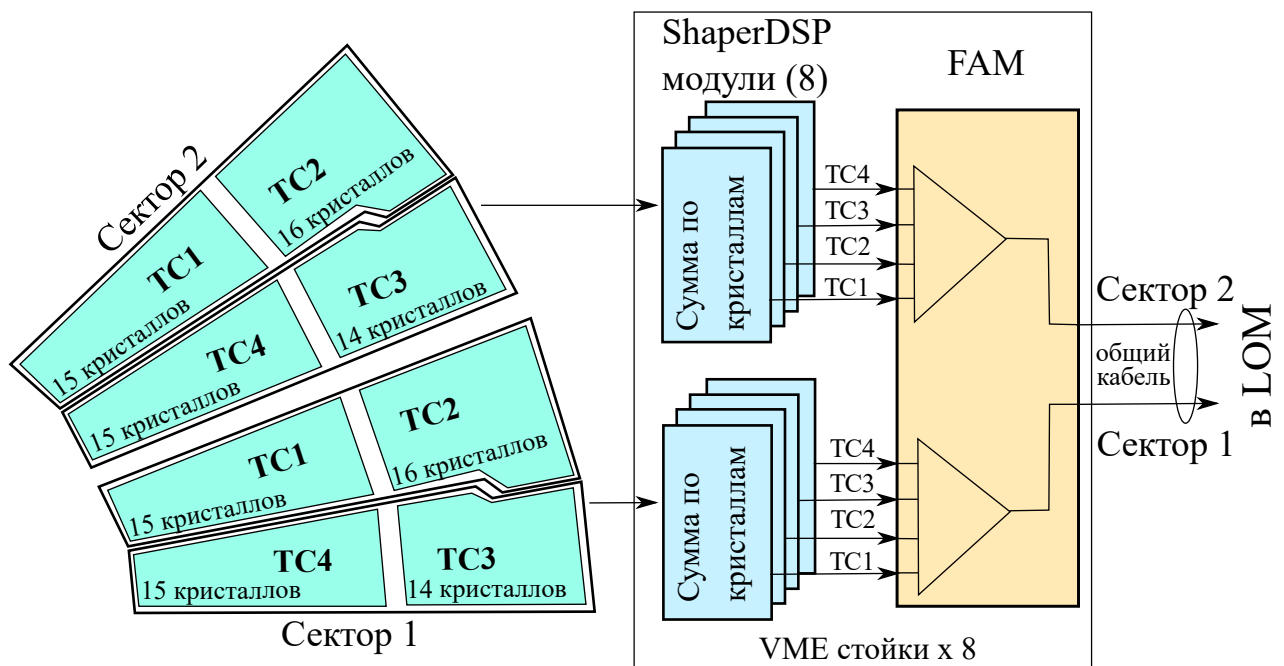 Сектор 2
TC2
16 кристаллов
TC1
15 кристаллов
TC3
14 кристаллов
TC4
15 кристаллов
TC2
16 кристаллов
TC1
15 кристаллов
TC3
14 кристаллов
TC4
15 кристаллов
Сектор 1
ShaperDSP
модули (8)
FAM
Сумма по
кристаллам
TC4
TC3
TC2
TC1
Сумма по
кристаллам
TC4
TC3
TC2
TC1
VME стойки x 8
Сектор 2
общий
кабель
Сектор 1
в LOM